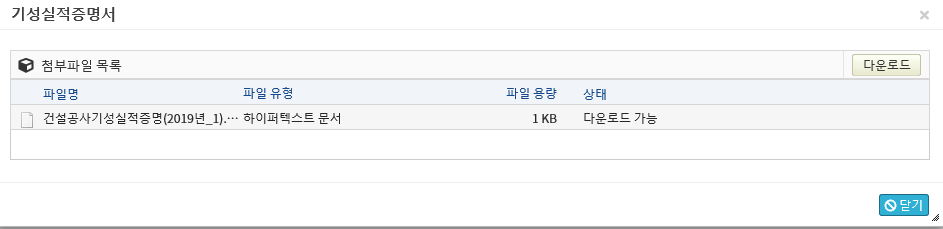 기성실적증명서
첨부파일 목록 다운로드
파일명 파일 유형 파일 용량 상태
건설공사기성실적증명(2019년_1).… 하이퍼텍스트 문서 1 KB 다운로드 가능
닫기